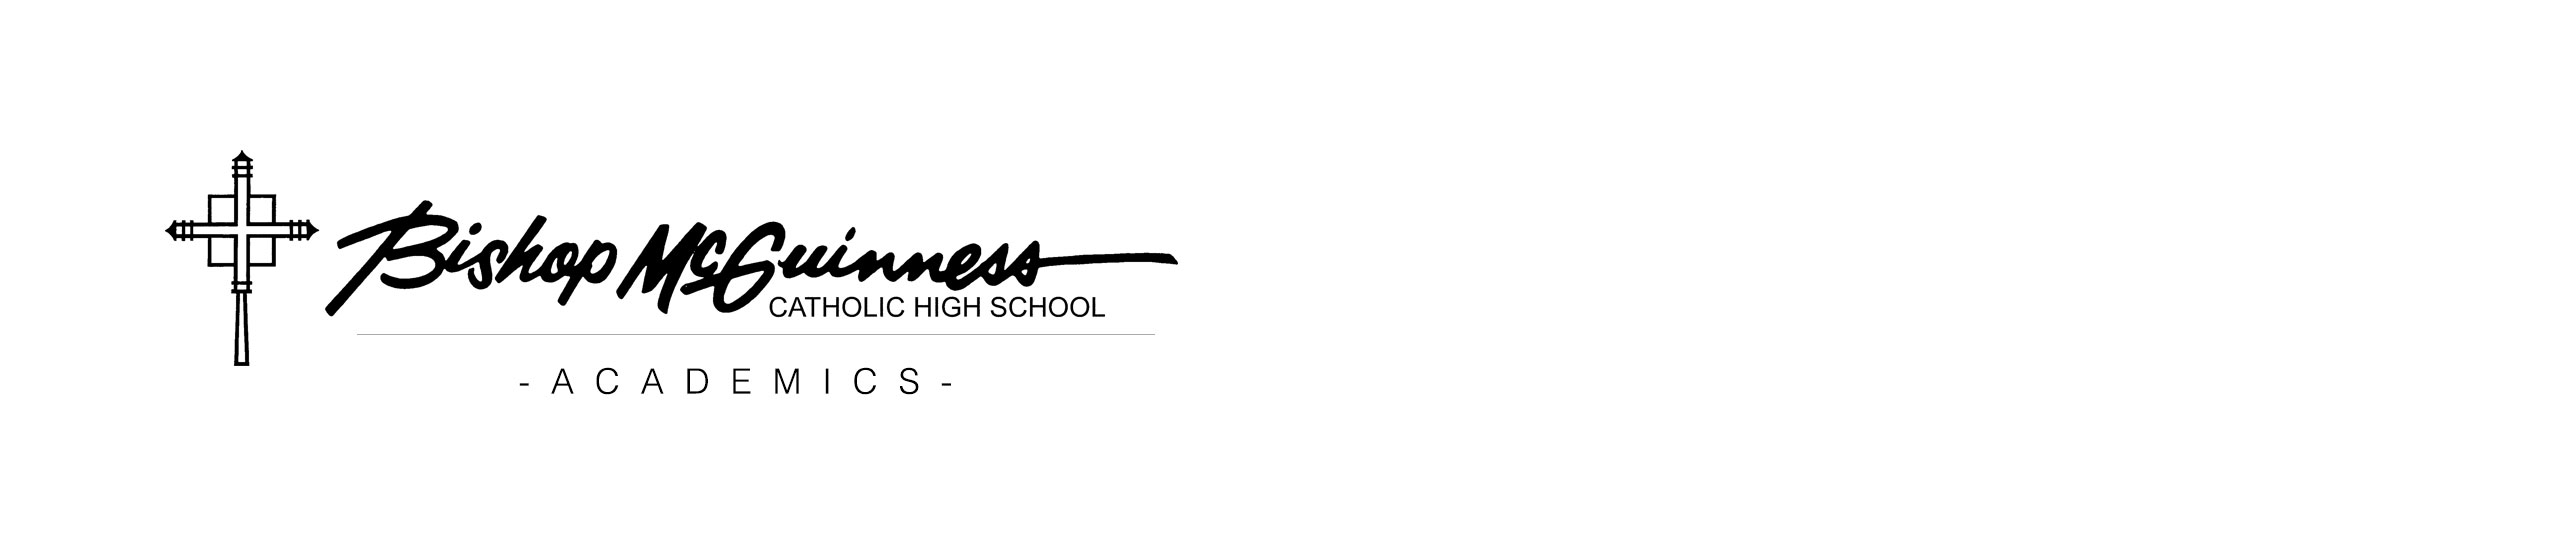 Bishop McGuinness
CATHOLIC HIGH SCHOOL
- A C A D E M I C S -